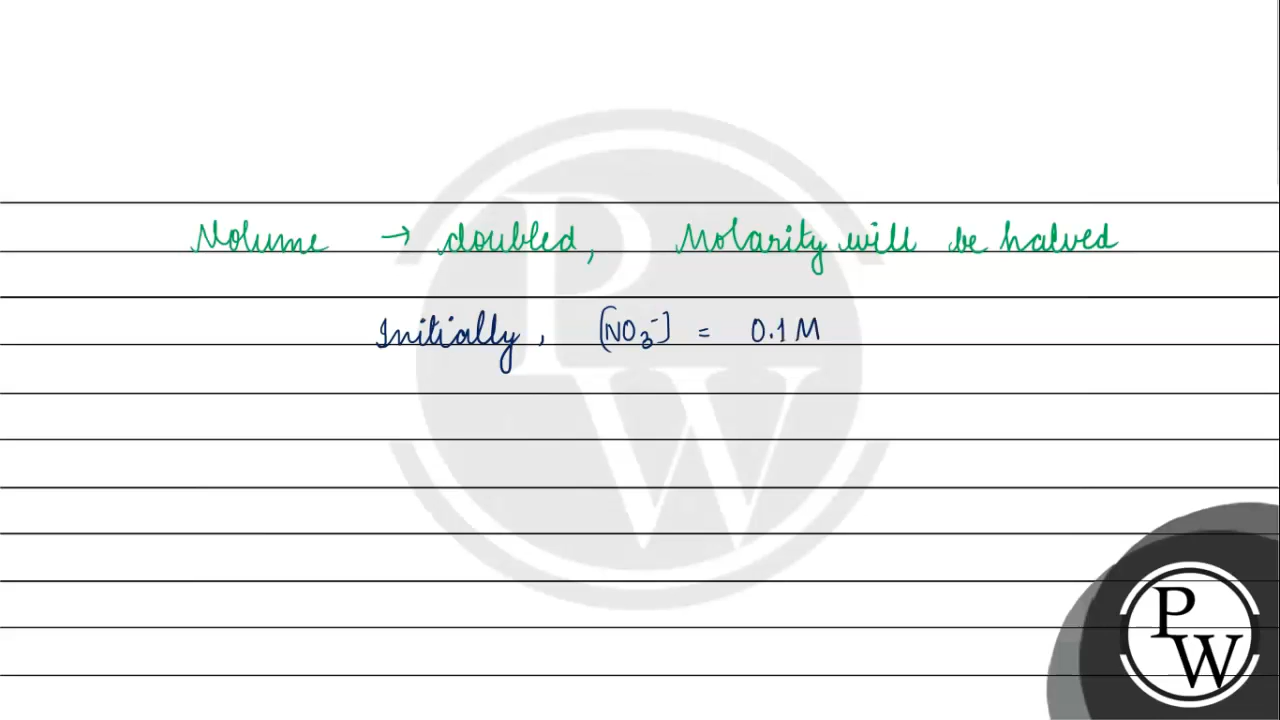 Volume → doubled, Molarity will be halved
Initially, [NO₃⁻] = 0.1 M
P
W
P
W